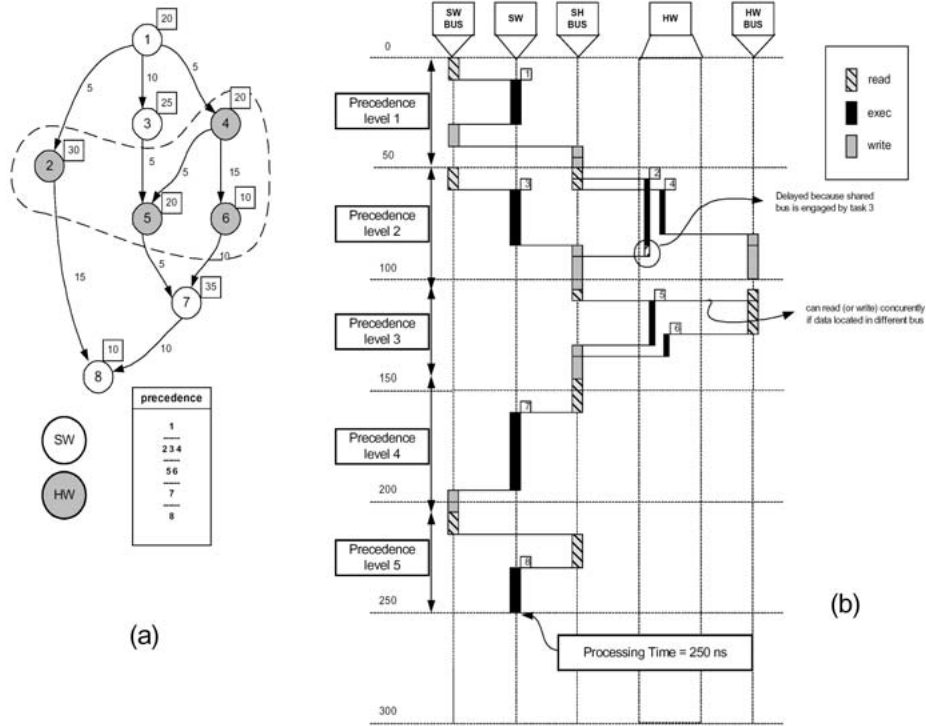 20
1
5
10
5
25
20
3
4
30
2
5
5
15
20
10
5
6
5
10
15
35
7
10
10
8
precedence
1
2 3 4
5 6
7
8
SW
HW
(a)
SW
BUS
SW
SH
BUS
HW
HW
BUS
0
50
100
150
200
250
300
Precedence
level 1
Precedence
level 2
Precedence
level 3
Precedence
level 4
Precedence
level 5
1
3
2
4
5
6
7
8
read
exec
write
Delayed because shared
bus is engaged by task 3
can read (or write) concurently
if data located in different bus
Processing Time = 250 ns
(b)